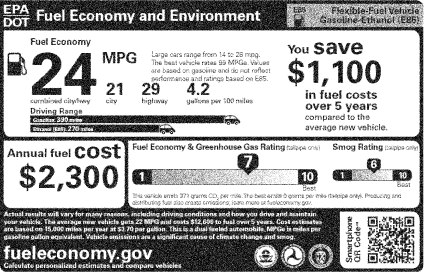 EPA
DOT
Fuel Economy and Environment
E85
Flexible-Fuel Vehicle
Gasoline-Ethanol (E85)
Fuel Economy
24 MPG
21 29 4.2
combined city/hwy city highway gallons per 100 miles
Large cars range from 14 to 28 mpg.
The best vehicle rates 99 MPGe. Values
are based on gasoline and do not reflect
performance and ratings based on E85.
Driving Range
Gasoline: 390 miles
Ethanol (E85): 270 miles
You save
$1,100
in fuel costs
over 5 years
compared to the
average new vehicle.
Annual fuel cost
$2,300
Fuel Economy & Greenhouse Gas Rating (tailpipe only)
7
1 10
Best
Smog Rating (tailpipe only)
6
1 10
Best
This vehicle emits 371 grams CO₂ per mile. The best emits 0 grams per mile (tailpipe only). Producing and
distributing fuel also create emissions; learn more at fueleconomy.gov.
Actual results will vary for many reasons, including driving conditions and how you drive and maintain
your vehicle. The average new vehicle gets 22 MPG and costs $12,600 to fuel over 5 years. Cost estimates
are based on 15,000 miles per year at $3.70 per gallon. This is a dual fueled automobile. MPGe is miles per
gasoline gallon equivalent. Vehicle emissions are a significant cause of climate change and smog.
fueleconomy.gov
Calculate personalized estimates and compare vehicles
Smartphone
QR Code™